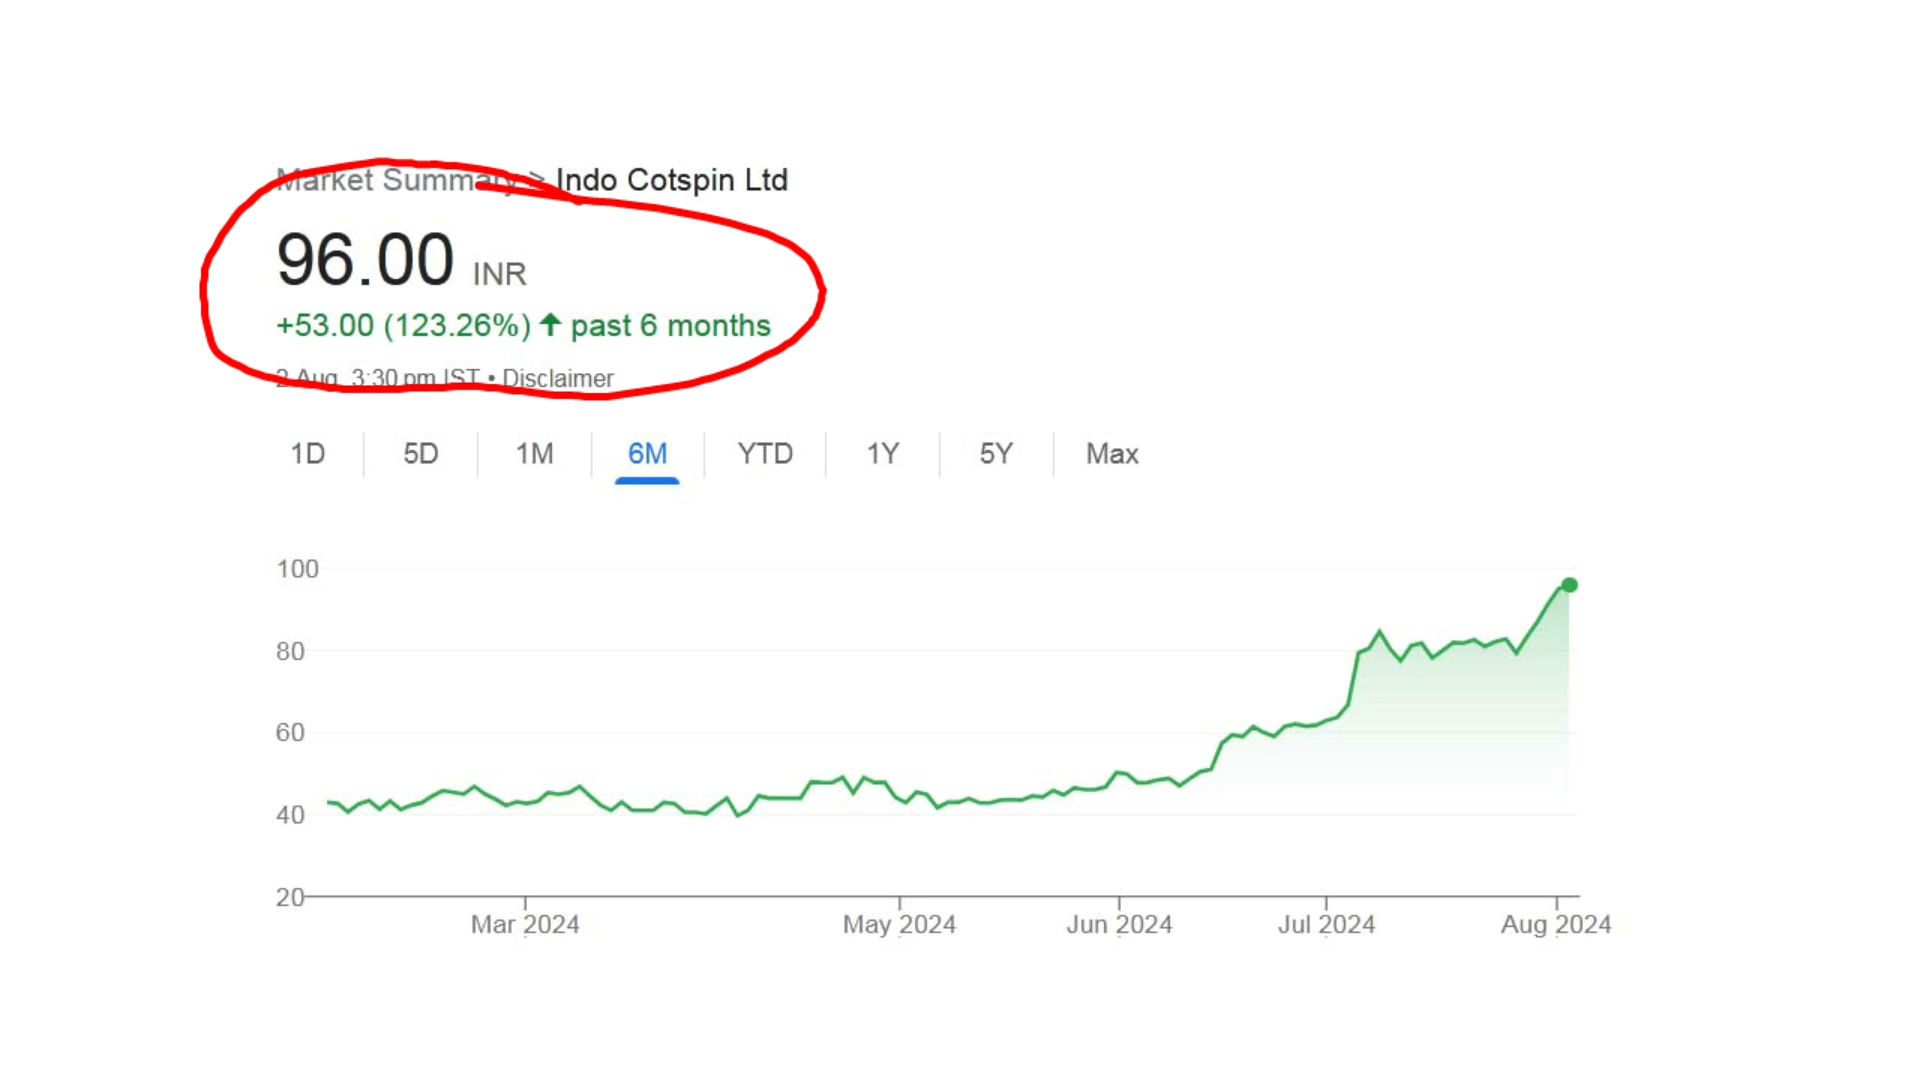 Market Summary > Indo Cotspin Ltd
96.00 INR
+53.00 (123.26%) ↑ past 6 months
2 Aug, 3:30 pm IST • Disclaimer
1D 5D 1M 6M YTD 1Y 5Y Max
100
80
60
40
20
Mar 2024 May 2024 Jun 2024 Jul 2024 Aug 2024